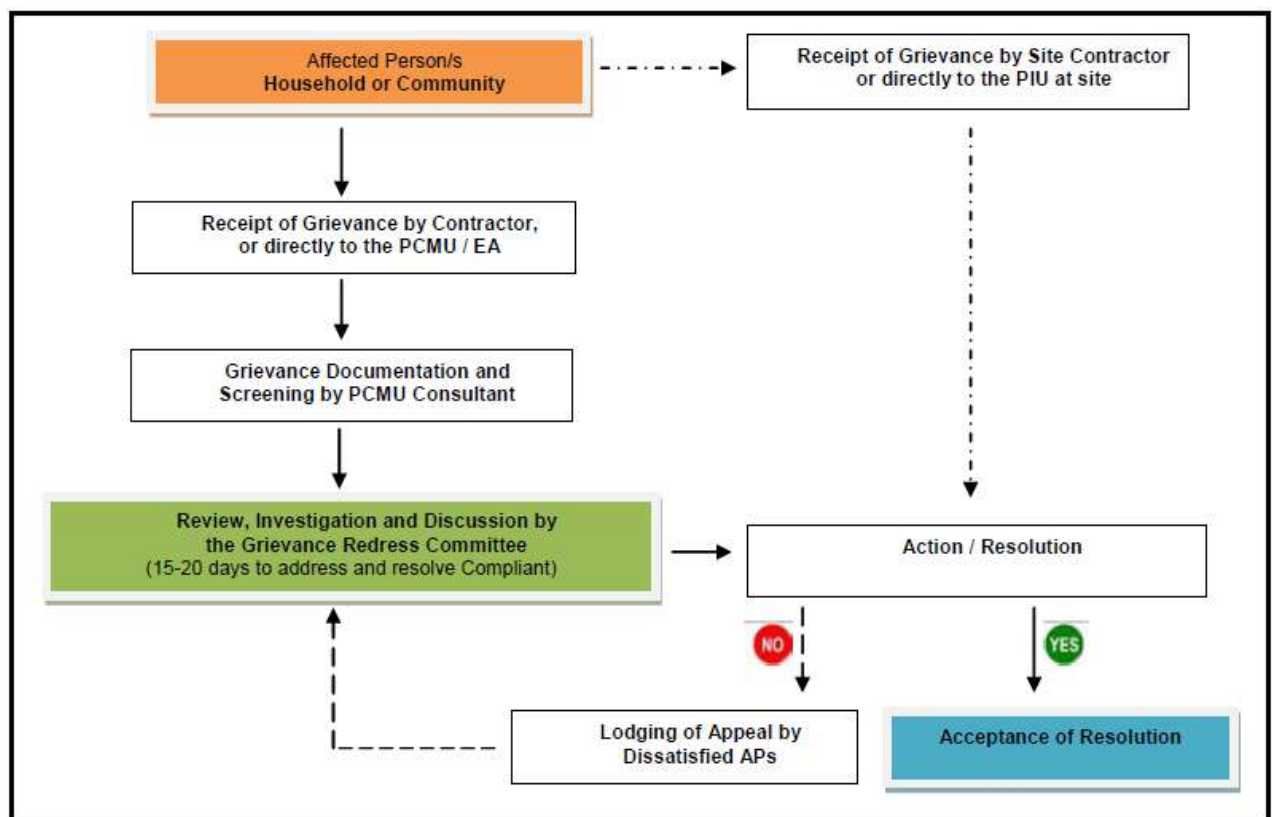 Affected Person/s
Household or Community
Receipt of Grievance by Site Contractor
or directly to the PIU at site
Receipt of Grievance by Contractor,
or directly to the PCMU / EA
Grievance Documentation and
Screening by PCMU Consultant
Review, Investigation and Discussion by
the Grievance Redress Committee
(15-20 days to address and resolve Compliant)
Action / Resolution
NO
YES
Lodging of Appeal by
Dissatisfied APs
Acceptance of Resolution